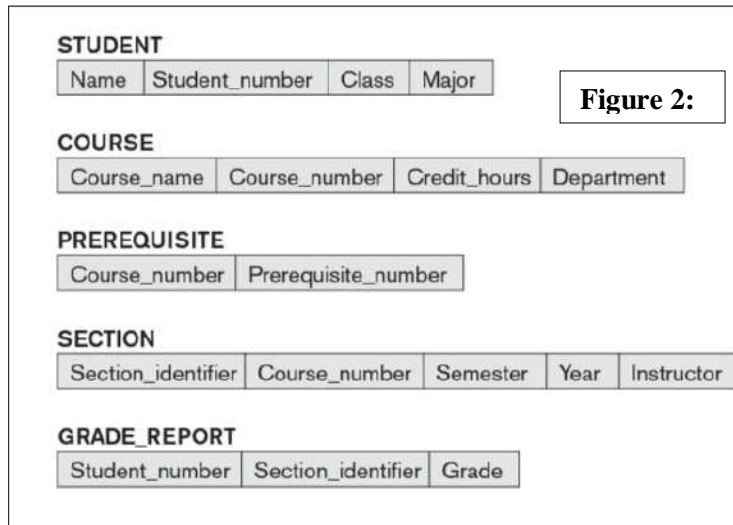 STUDENT
Name Student_number Class Major
Figure 2:
COURSE
Course_name Course_number Credit_hours Department
PREREQUISITE
Course_number Prerequisite_number
SECTION
Section_identifier Course_number Semester Year Instructor
GRADE_REPORT
Student_number Section_identifier Grade